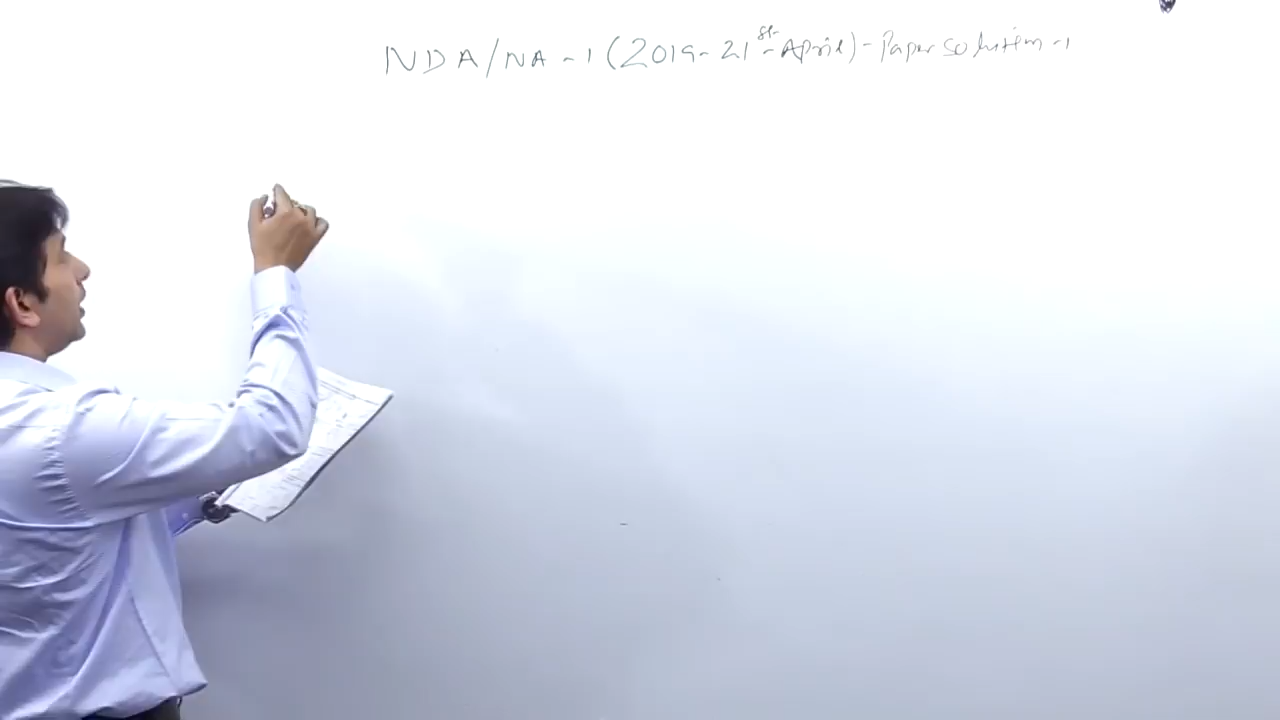 NDA/NA - 1 (2019 - 21st - April) - Paper solution - 1